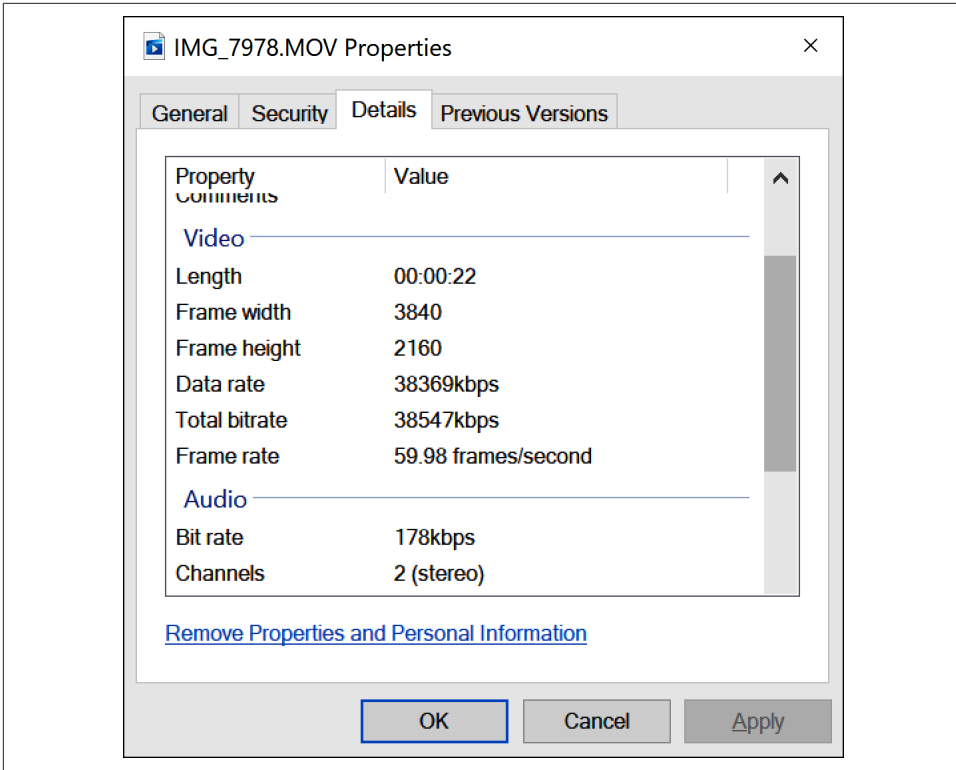 IMG_7978.MOV Properties
General Security Details Previous Versions
Property Value
Comments
Video
Length 00:00:22
Frame width 3840
Frame height 2160
Data rate 38369kbps
Total bitrate 38547kbps
Frame rate 59.98 frames/second
Audio
Bit rate 178kbps
Channels 2 (stereo)
Remove Properties and Personal Information
OK Cancel Apply